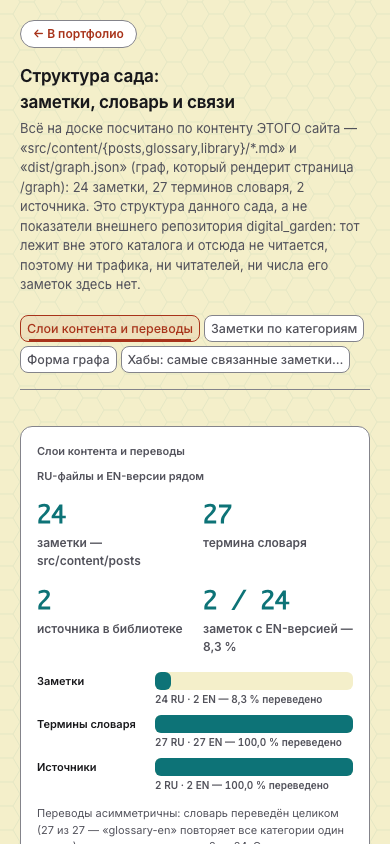 ← В портфолио
Структура сада:
заметки, словарь и связи
Всё на доске посчитано по контенту ЭТОГО сайта —
«src/content/{posts,glossary,library}/*.md» и
«dist/graph.json» (граф, который рендерит страница
/graph): 24 заметки, 27 терминов словаря, 2
источника. Это структура данного сада, а не
показатели внешнего репозитория digital_garden: тот
лежит вне этого каталога и отсюда не читается,
поэтому ни трафика, ни читателей, ни числа его
заметок здесь нет.
Слои контента и переводы
Заметки по категориям
Форма графа
Хабы: самые связанные заметки...
Слои контента и переводы
RU-файлы и EN-версии рядом
24
заметки —
src/content/posts
27
термина словаря
2
источника в библиотеке
2 / 24
заметок с EN-версией —
8,3 %
Заметки
24 RU · 2 EN — 8,3 % переведено
Термины словаря
27 RU · 27 EN — 100,0 % переведено
Источники
2 RU · 2 EN — 100,0 % переведено
Переводы асимметричны: словарь переведён целиком
(27 из 27 — «glossary-en» повторяет все категории один